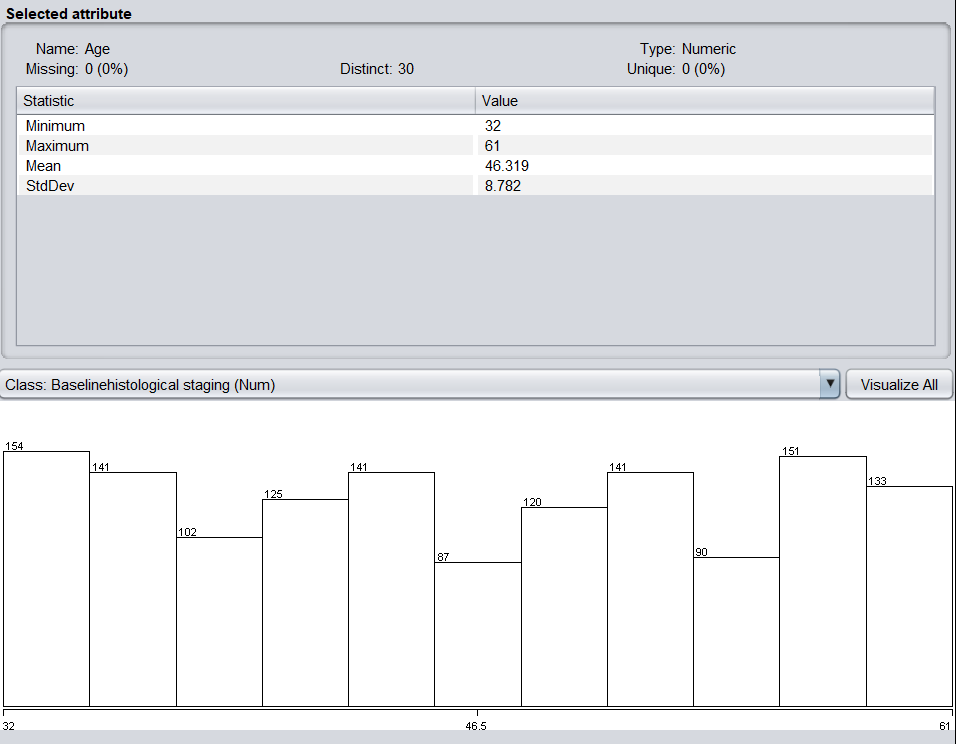 Selected attribute
Name: Age Type: Numeric
Missing: 0 (0%) Distinct: 30 Unique: 0 (0%)
Statistic Value
Minimum 32
Maximum 61
Mean 46.319
StdDev 8.782
Class: Baselinehistological staging (Num) Visualize All
154 141 102 125 141 87 120 141 90 151 133
32 46.5 61